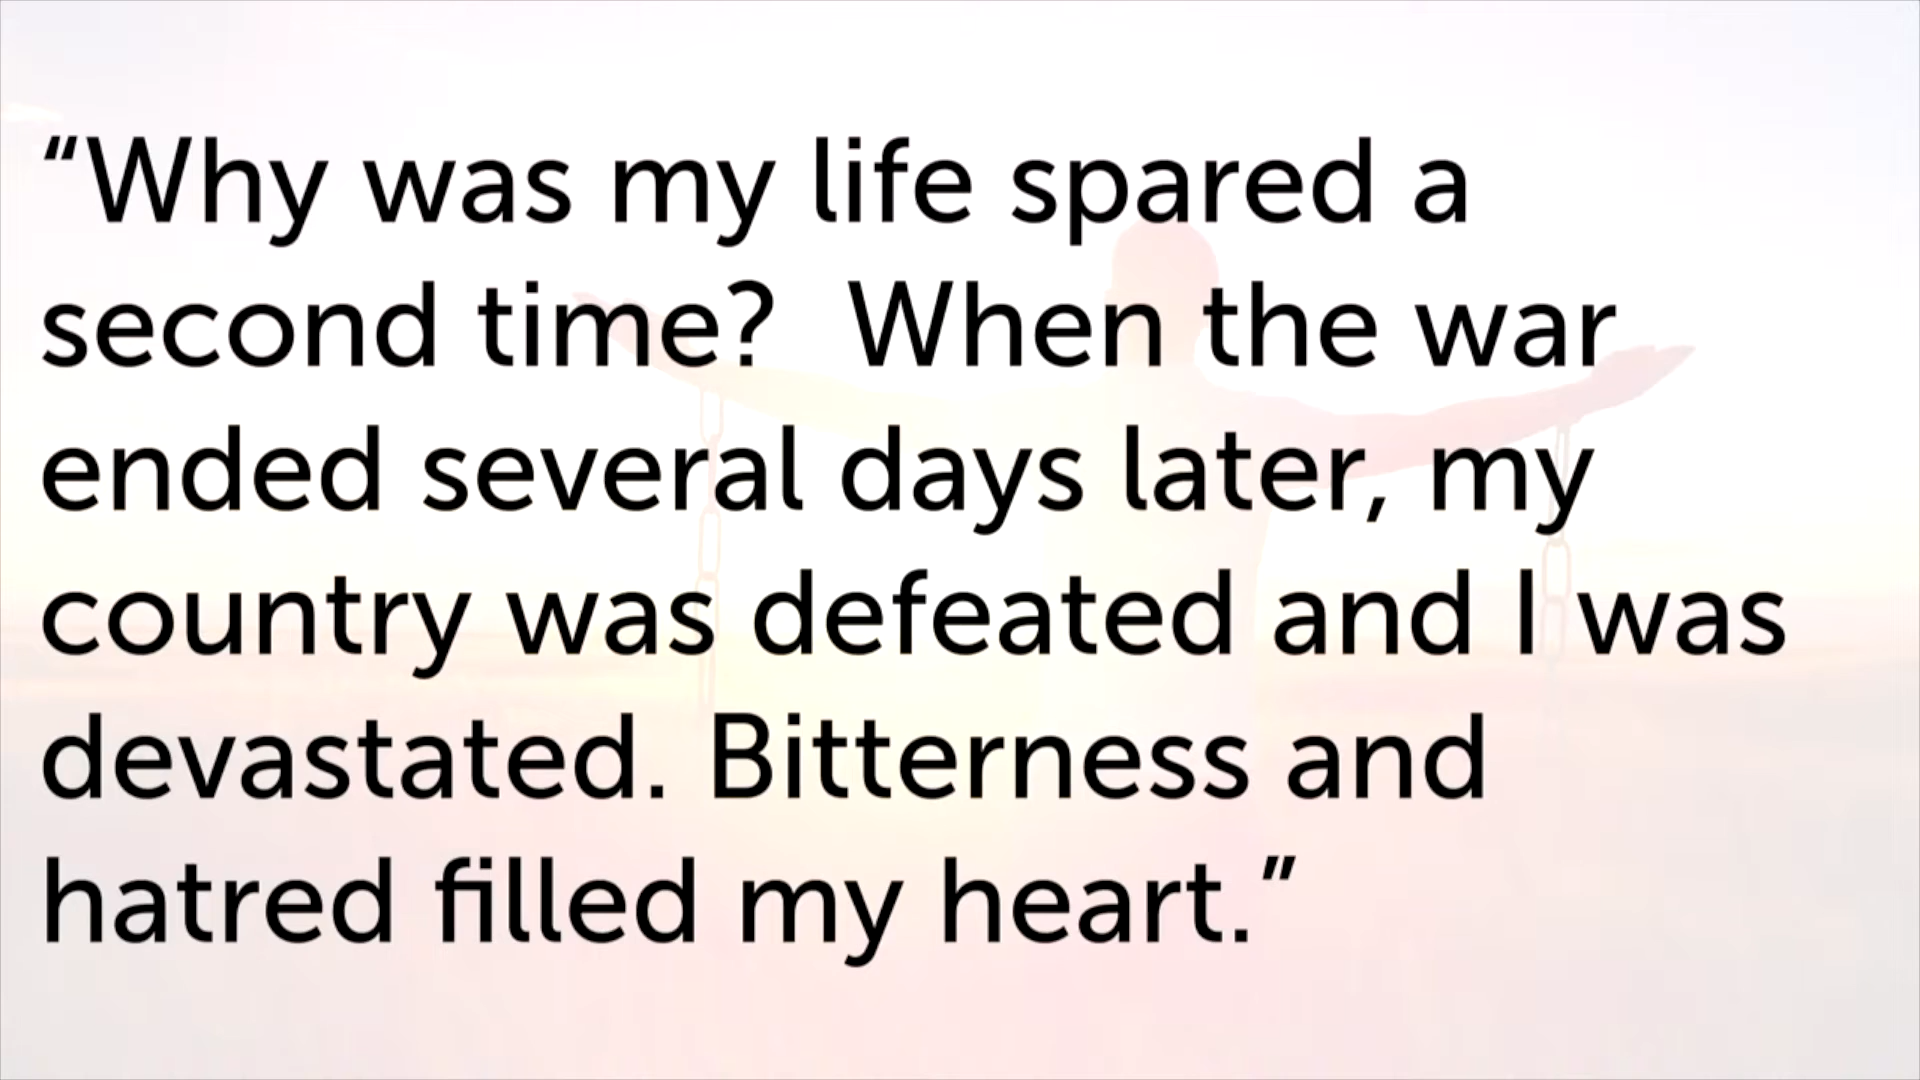 “Why was my life spared a
second time?  When the war
ended several days later, my
country was defeated and I was
devastated. Bitterness and
hatred filled my heart.”